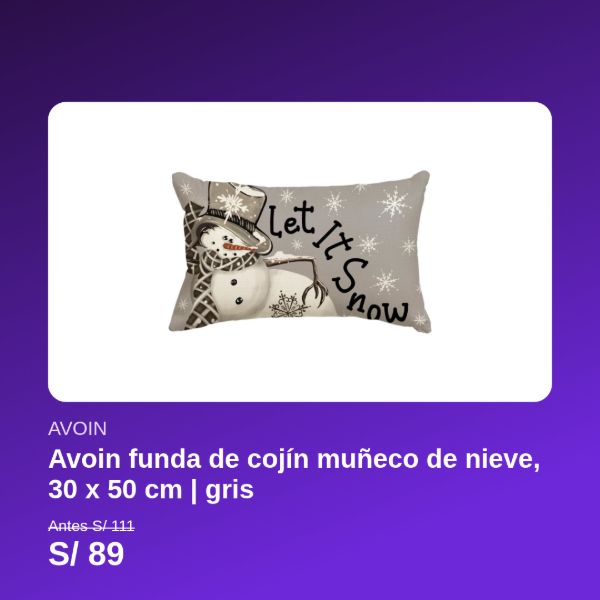 Let It Snow
AVOIN
Avoin funda de cojín muñeco de nieve,
30 x 50 cm | gris
Antes S/ 111
S/ 89